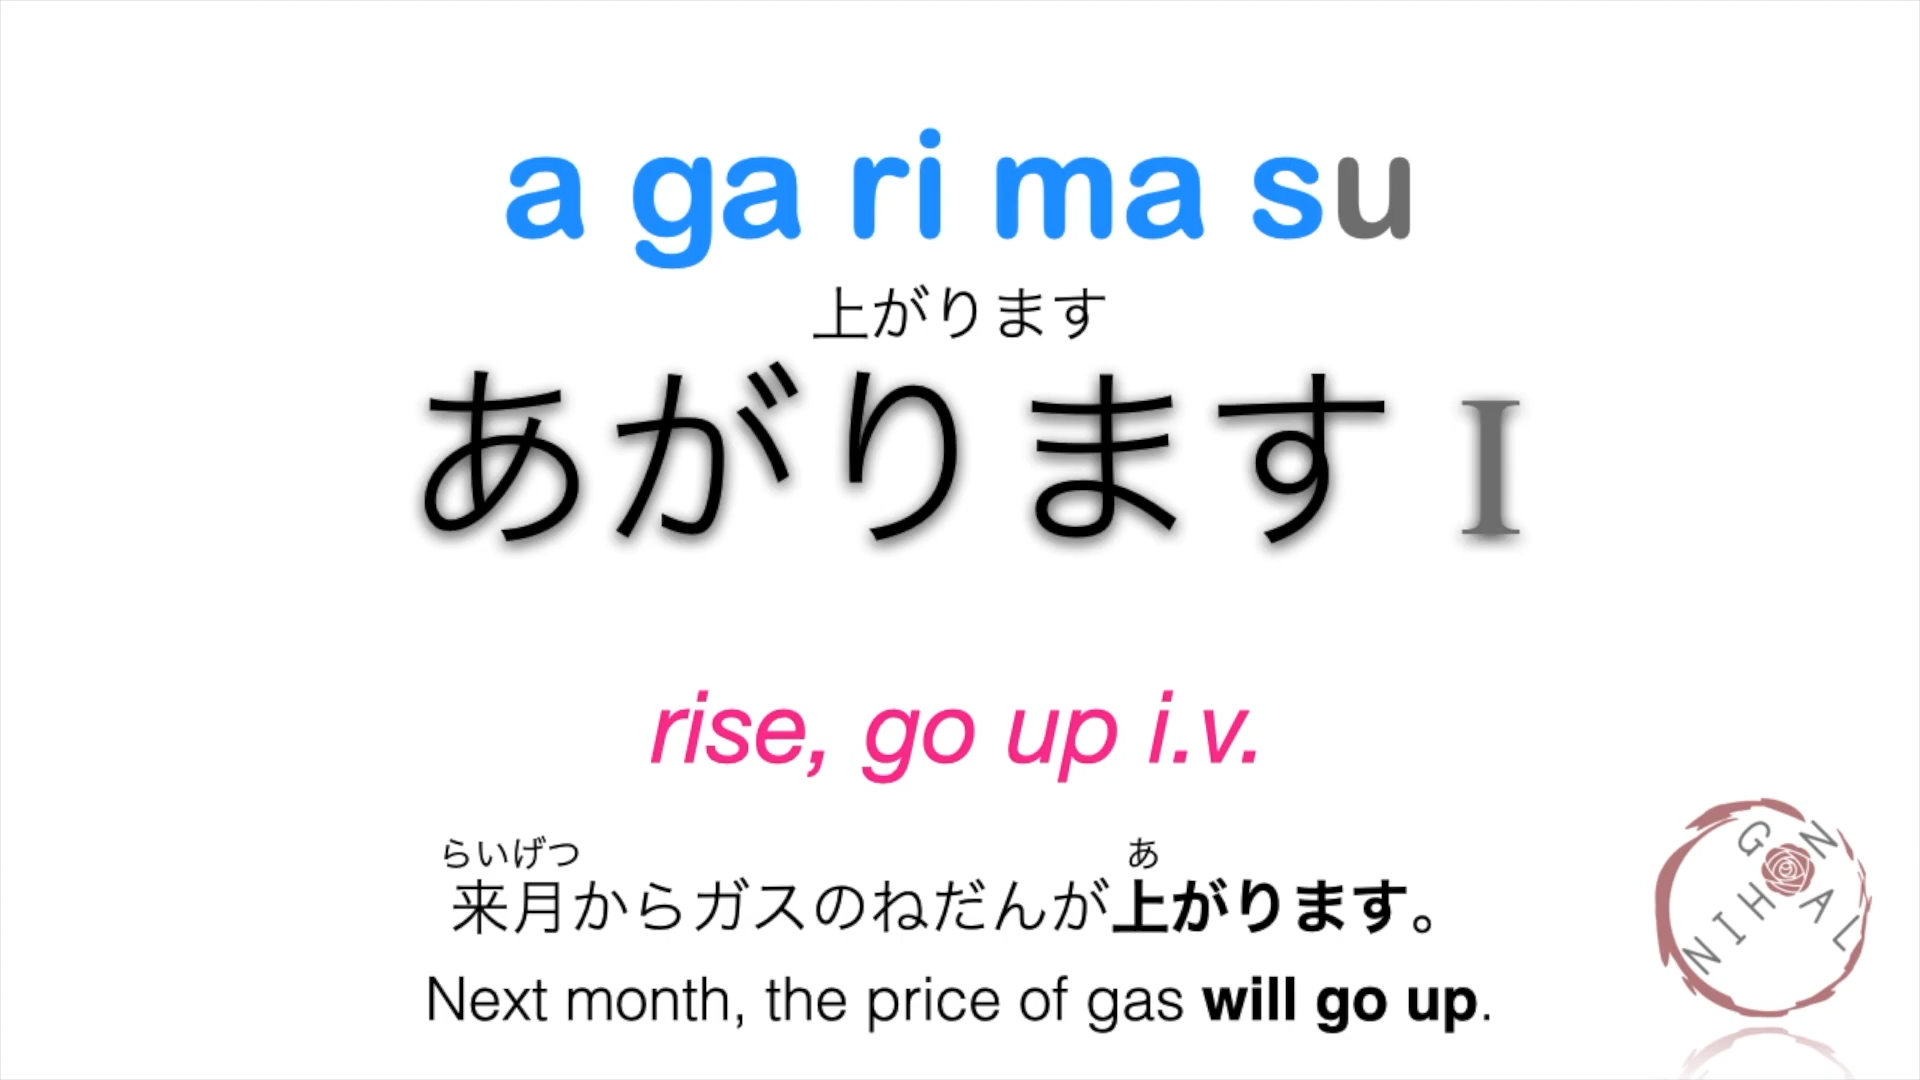 a ga ri ma su
上がります
あがります I
rise, go up i.v.
らいげつ あ
来月からガスのねだんが上がります。
Next month, the price of gas will go up.
NIHON GAL